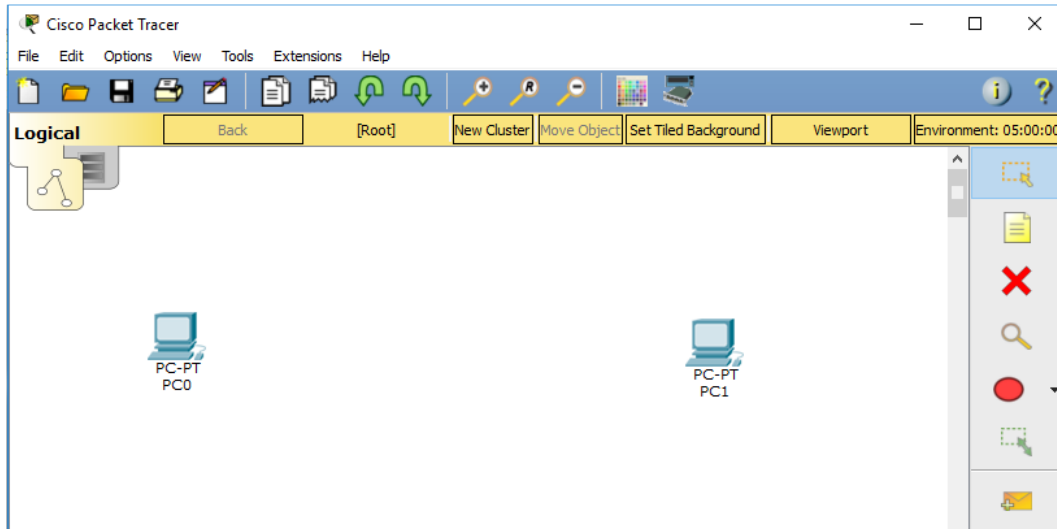 Cisco Packet Tracer
File Edit Options View Tools Extensions Help
R
i ?
Logical Back [Root] New Cluster Move Object Set Tiled Background Viewport Environment: 05:00:00
PC-PT
PC0
PC-PT
PC1